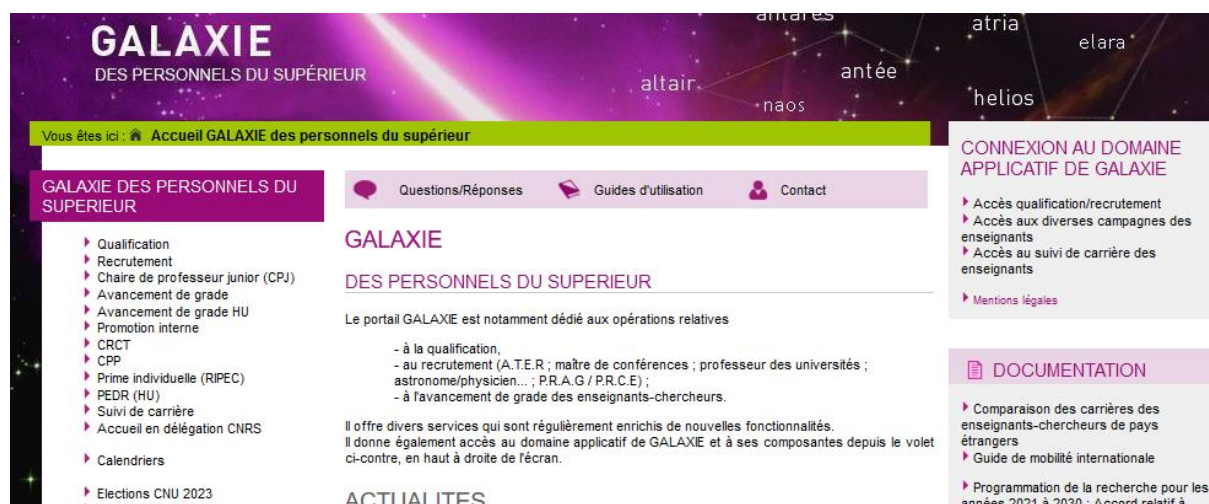 GALAXIE
DES PERSONNELS DU SUPÉRIEUR
antares
atria
elara
altair
antée
naos
helios
Vous êtes ici : Accueil GALAXIE des personnels du supérieur
GALAXIE DES PERSONNELS DU
SUPERIEUR
Qualification
Recrutement
Chaire de professeur junior (CPJ)
Avancement de grade
Avancement de grade HU
Promotion interne
CRCT
CPP
Prime individuelle (RIPEC)
PEDR (HU)
Suivi de carrière
Accueil en délégation CNRS
Calendriers
Elections CNU 2023
Questions/Réponses Guides d'utilisation Contact
GALAXIE
DES PERSONNELS DU SUPERIEUR
Le portail GALAXIE est notamment dédié aux opérations relatives
- à la qualification,
- au recrutement (A.T.E.R ; maître de conférences ; professeur des universités ;
astronome/physicien... ; P.R.A.G / P.R.C.E) ;
- à l'avancement de grade des enseignants-chercheurs.
Il offre divers services qui sont régulièrement enrichis de nouvelles fonctionnalités.
Il donne également accès au domaine applicatif de GALAXIE et à ses composantes depuis le volet
ci-contre, en haut à droite de l'écran.
ACTUALITES
CONNEXION AU DOMAINE
APPLICATIF DE GALAXIE
Accès qualification/recrutement
Accès aux diverses campagnes des
enseignants
Accès au suivi de carrière des
enseignants
Mentions légales
DOCUMENTATION
Comparaison des carrières des
enseignants-chercheurs de pays
étrangers
Guide de mobilité internationale
Programmation de la recherche pour les
années 2021 à 2030 : Accord relatif à